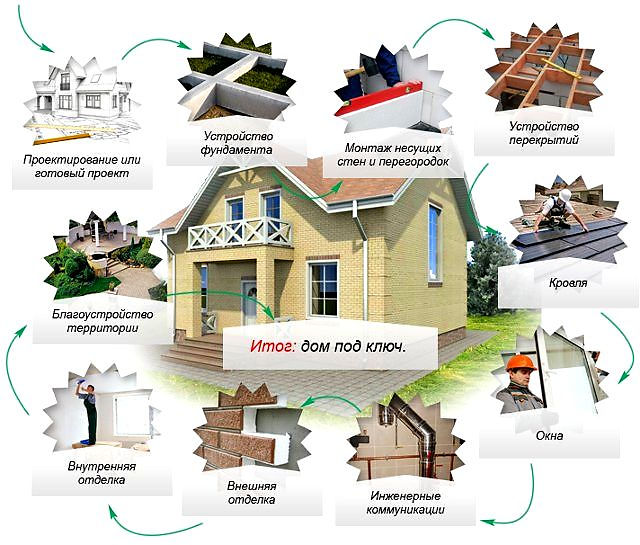 Проектирование или
готовый проект
Устройство
фундамента
Монтаж несущих
стен и перегородок
Устройство
перекрытий
Кровля
Окна
Инженерные
коммуникации
Внешняя
отделка
Внутренняя
отделка
Благоустройство
территории
Итог: дом под ключ.